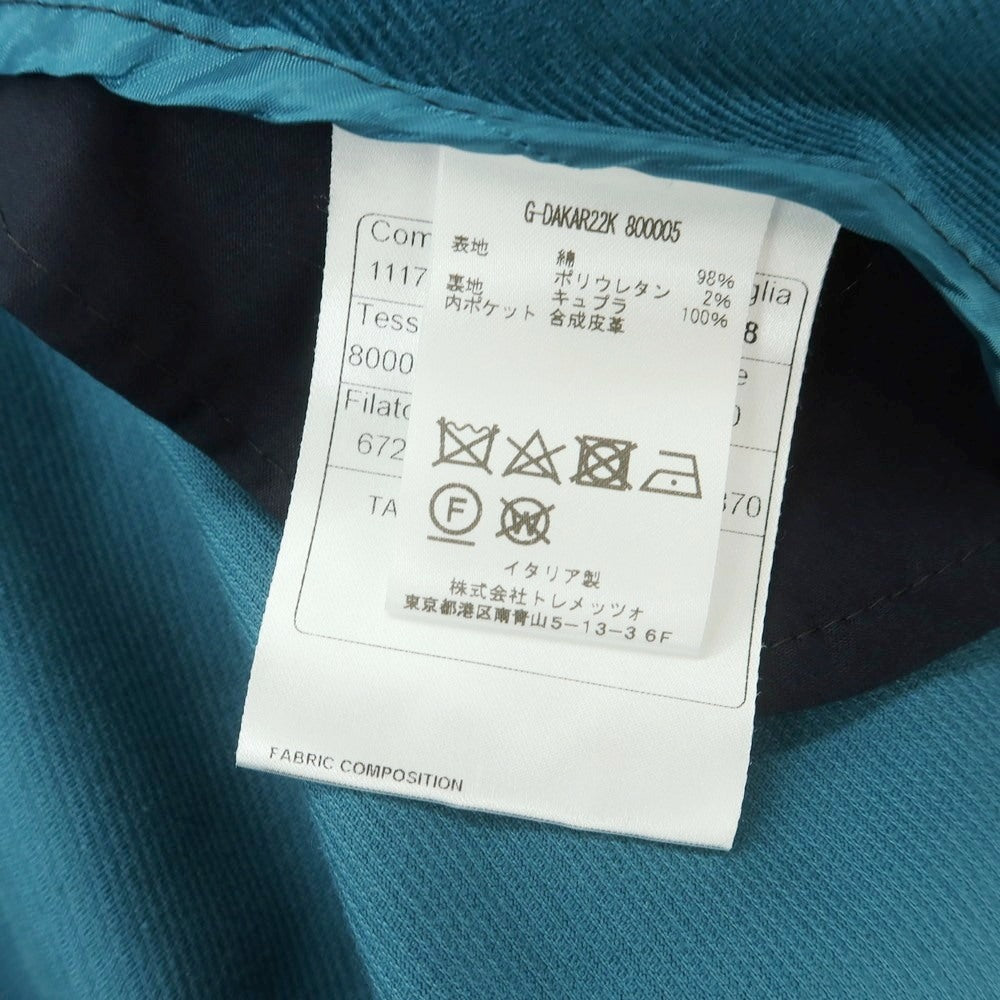 G-DAKAR22K 800005
表地 綿 98%
ポリウレタン 2%
裏地 キュプラ 100%
内ポケット 合成皮革
F
W
イタリア製
株式会社トレメッツォ
東京都港区南青山5-13-3 6F
Com glia
1117 8
Tess e
8000
Filato
672
TA 370
FABRIC COMPOSITION